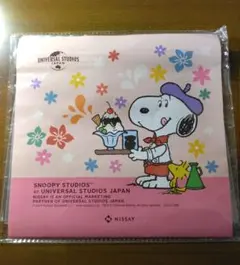 UNIVERSAL STUDIOS
JAPAN
SNOOPY STUDIOS™
AT UNIVERSAL STUDIOS JAPAN
NISSAY IS AN OFFICIAL MARKETING
PARTNER OF UNIVERSAL STUDIOS JAPAN
NISSAY